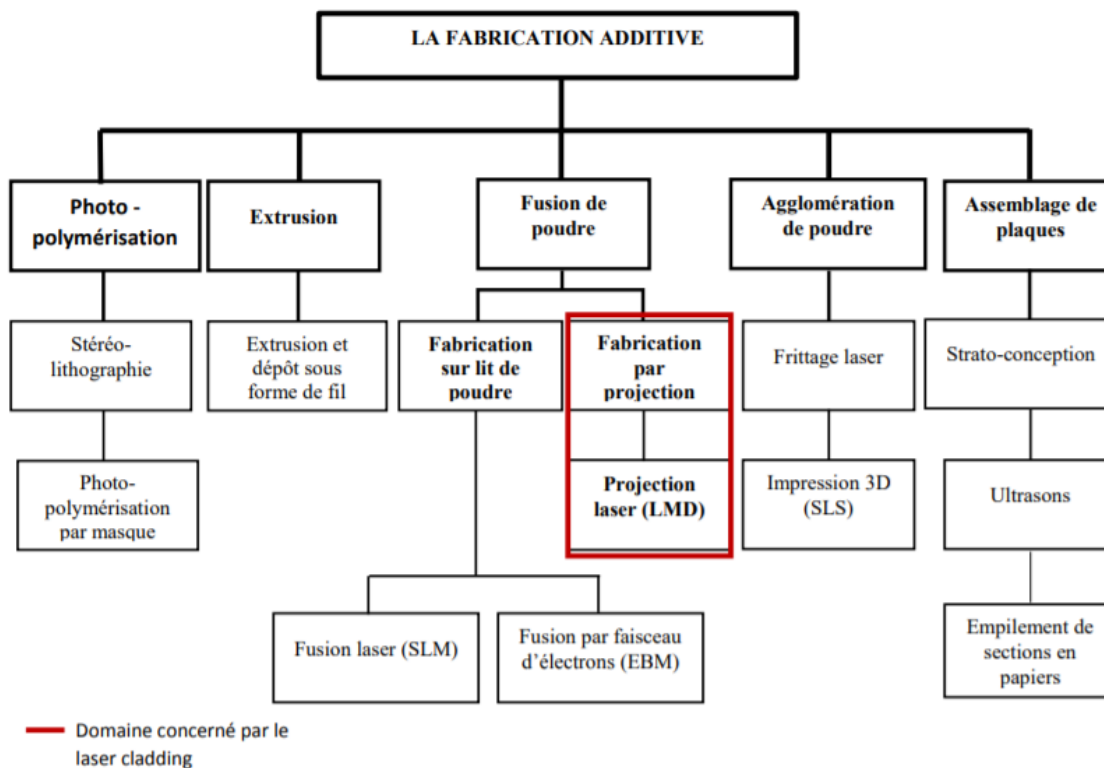 LA FABRICATION ADDITIVE
Photo -
polymérisation
Extrusion
Fusion de
poudre
Agglomération
de poudre
Assemblage de
plaques
Stéréo-
lithographie
Extrusion et
dépôt sous
forme de fil
Fabrication
sur lit de
poudre
Fabrication
par
projection
Frittage laser
Strato-conception
Photo-
polymérisation
par masque
Projection
laser (LMD)
Impression 3D
(SLS)
Ultrasons
Fusion laser (SLM)
Fusion par faisceau
d'électrons (EBM)
Empilement de
sections en
papiers
Domaine concerné par le
laser cladding